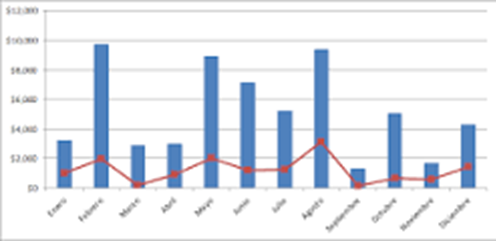 $12,000
$10,000
$8,000
$6,000
$4,000
$2,000
$0
Enero
Febrero
Marzo
Abril
Mayo
Junio
Julio
Agosto
Septiembre
Octubre
Noviembre
Diciembre